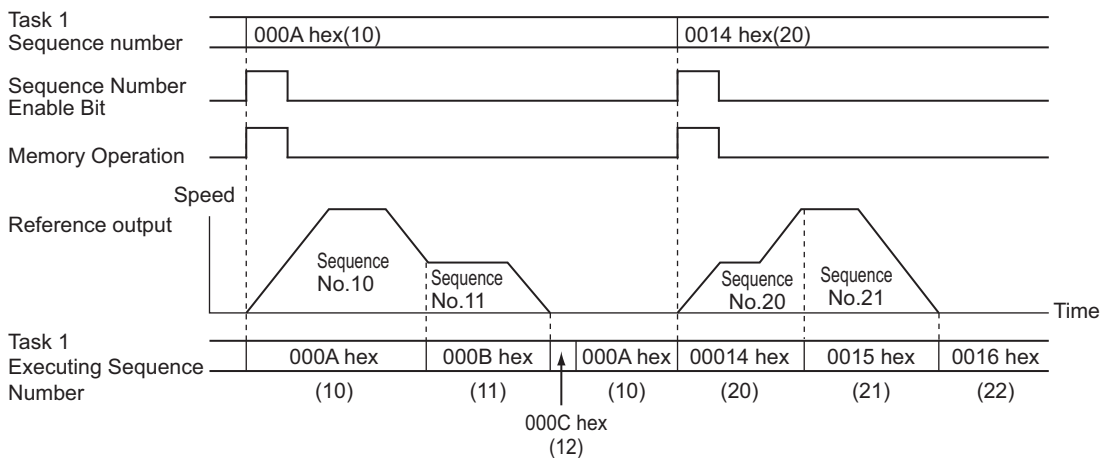 Task 1
Sequence number
000A hex(10)
0014 hex(20)
Sequence Number
Enable Bit
Memory Operation
Speed
Reference output
Sequence
No.10
Sequence
No.11
Sequence
No.20
Sequence
No.21
Time
Task 1
Executing Sequence
Number
000A hex
000B hex
000A hex
00014 hex
0015 hex
0016 hex
(10)
(11)
(10)
(20)
(21)
(22)
000C hex
(12)